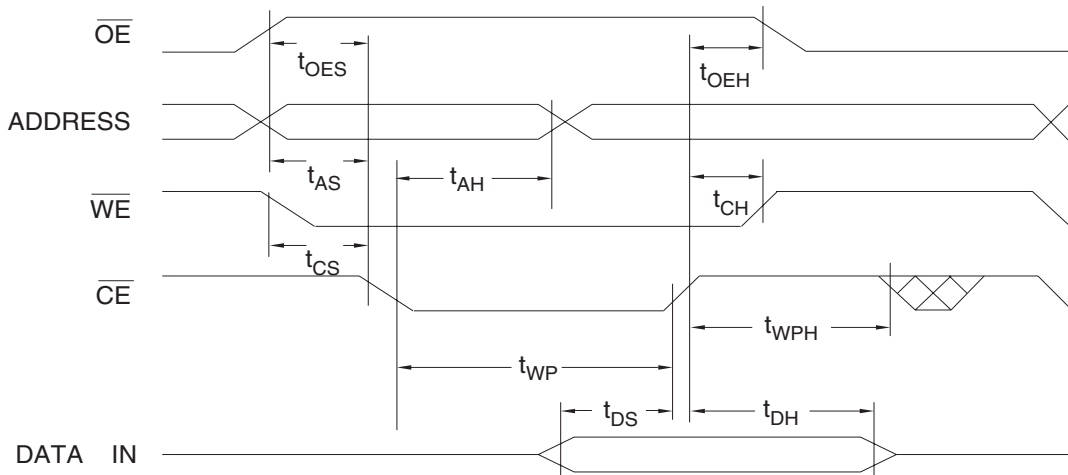 OE
tOES
tOEH
ADDRESS
tAS
tAH
WE
tCH
tCS
CE
tWPH
tWP
tDS
tDH
DATA IN